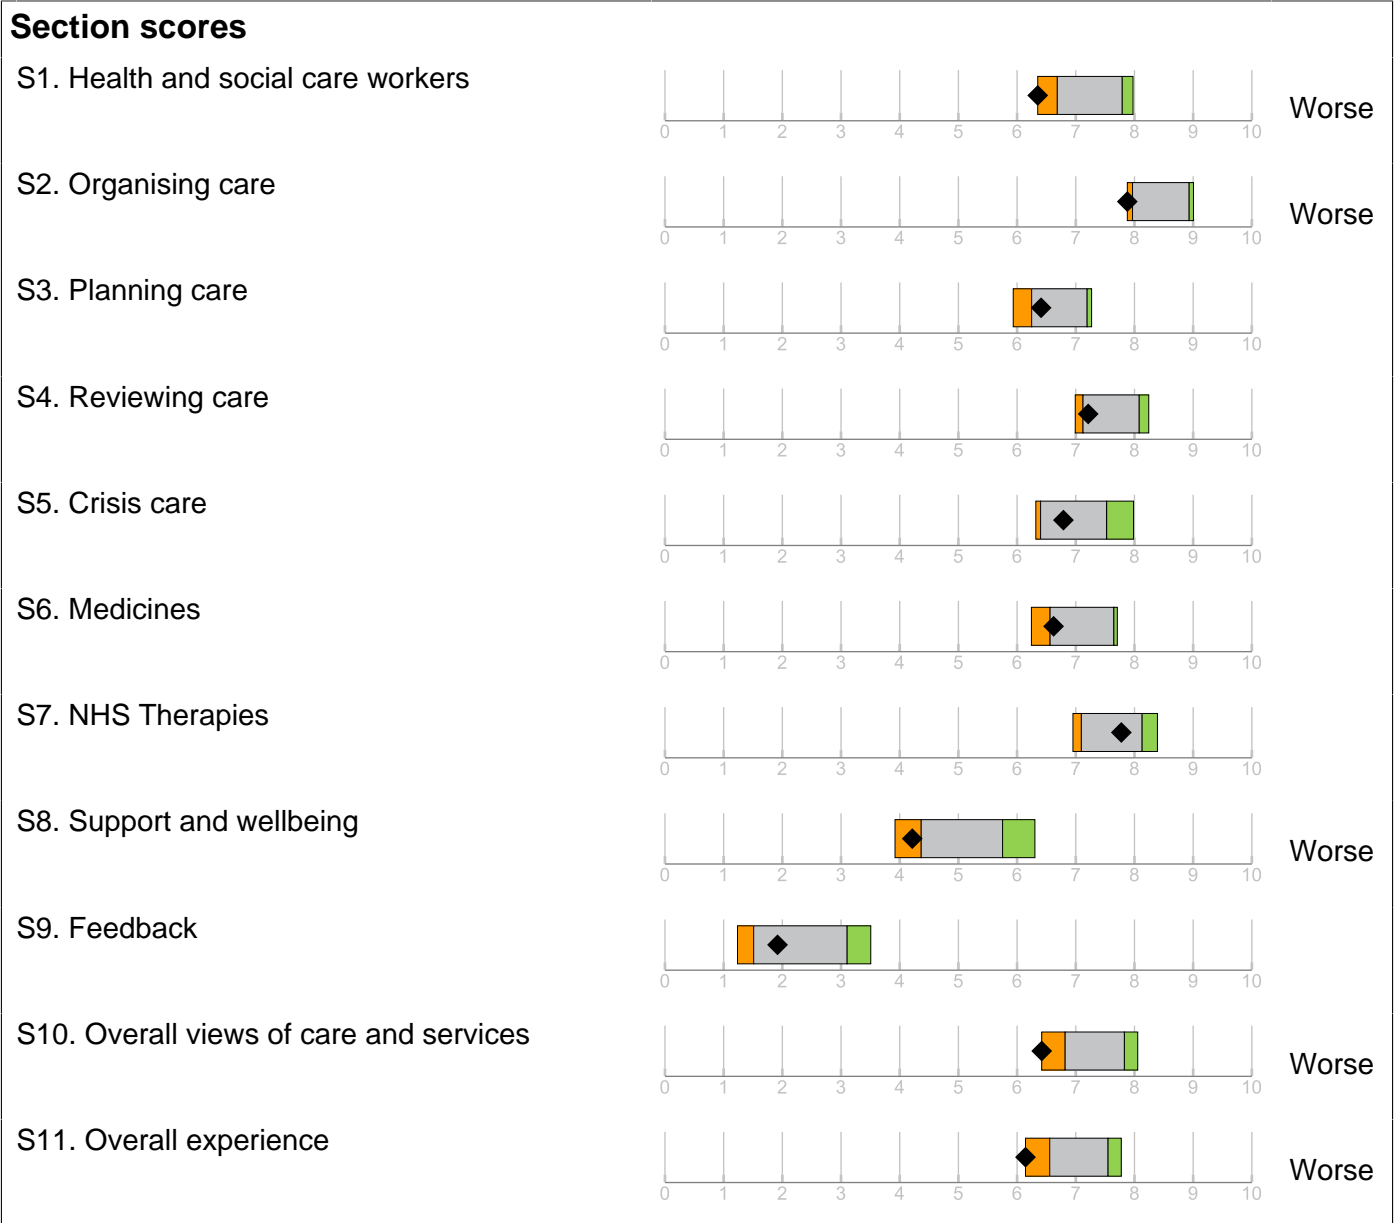 Section scores
S1. Health and social care workers
0 1 2 3 4 5 6 7 8 9 10
Worse
S2. Organising care
0 1 2 3 4 5 6 7 8 9 10
Worse
S3. Planning care
0 1 2 3 4 5 6 7 8 9 10
S4. Reviewing care
0 1 2 3 4 5 6 7 8 9 10
S5. Crisis care
0 1 2 3 4 5 6 7 8 9 10
S6. Medicines
0 1 2 3 4 5 6 7 8 9 10
S7. NHS Therapies
0 1 2 3 4 5 6 7 8 9 10
S8. Support and wellbeing
0 1 2 3 4 5 6 7 8 9 10
Worse
S9. Feedback
0 1 2 3 4 5 6 7 8 9 10
S10. Overall views of care and services
0 1 2 3 4 5 6 7 8 9 10
Worse
S11. Overall experience
0 1 2 3 4 5 6 7 8 9 10
Worse